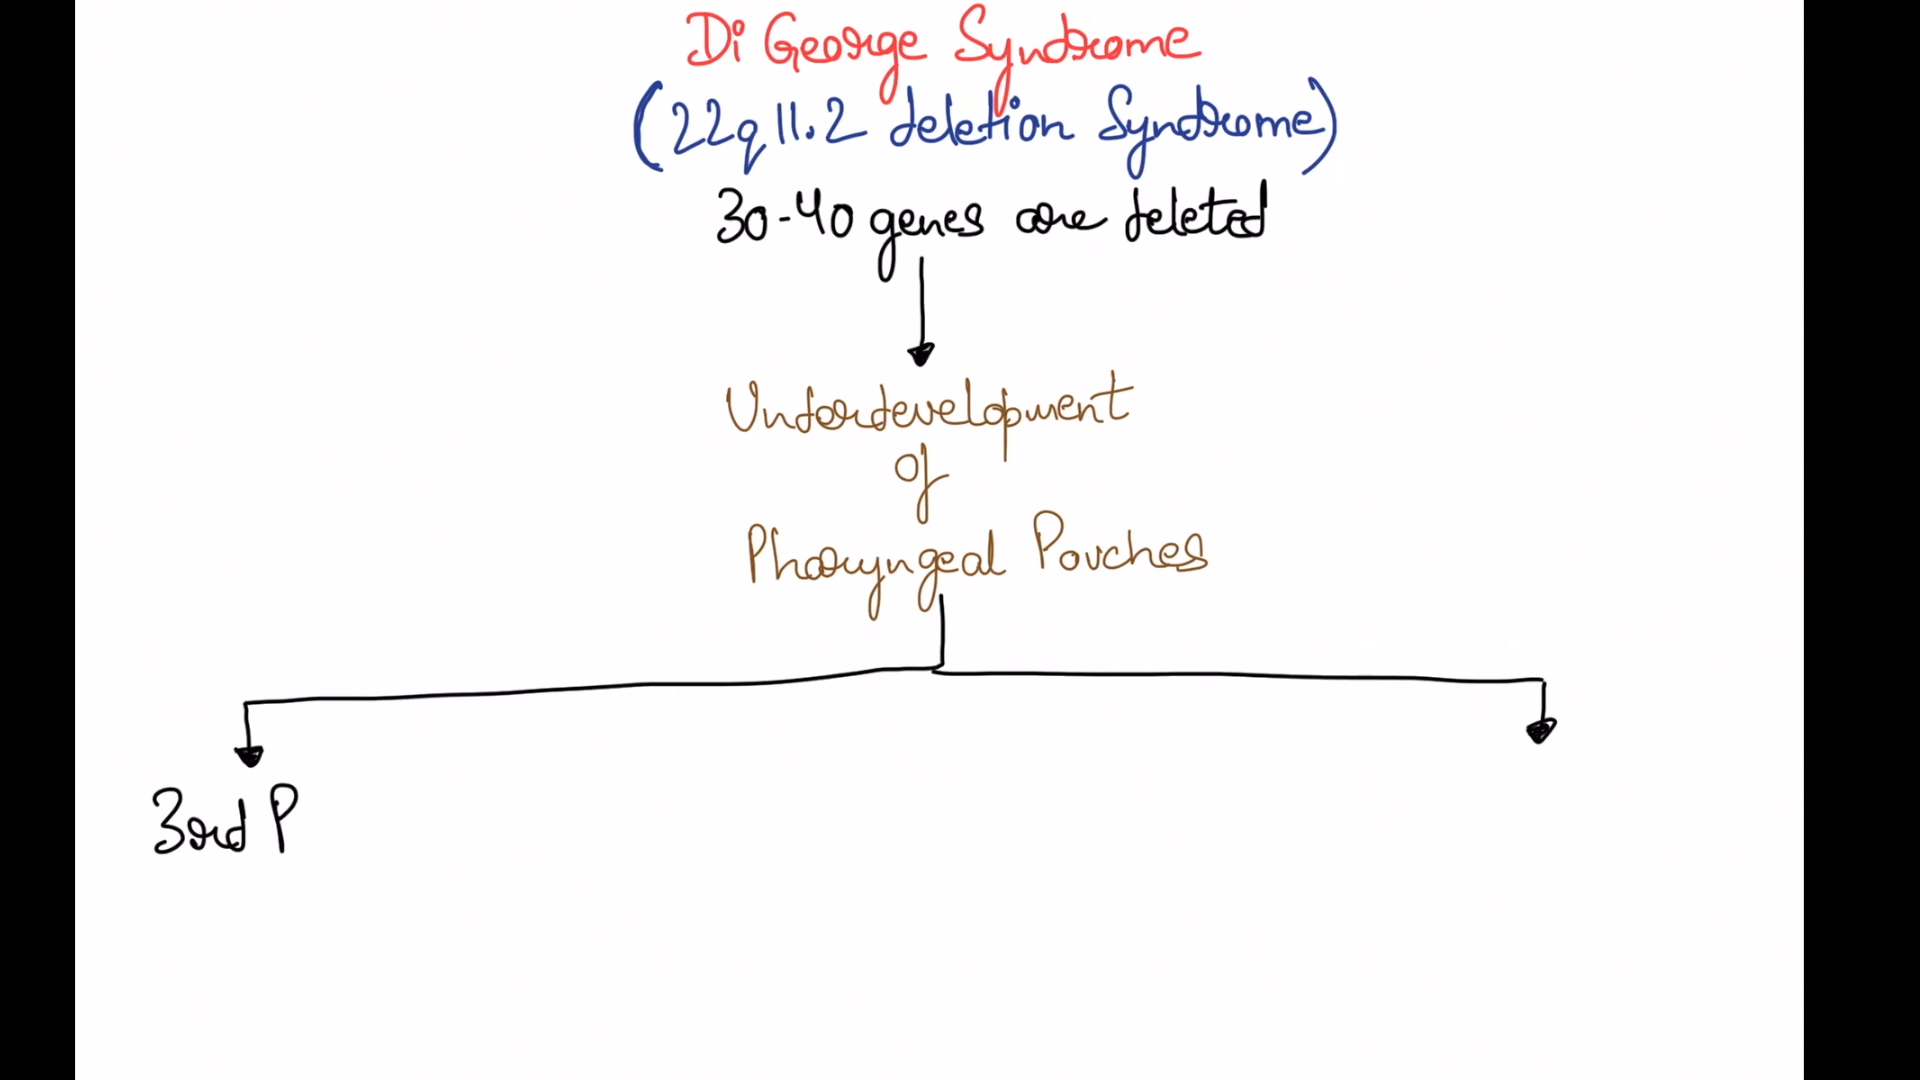 Di George Syndrome
(22q11.2 deletion Syndrome)
30-40 genes are deleted
Underdevelopment
of
Pharyngeal Pouches
3rd P